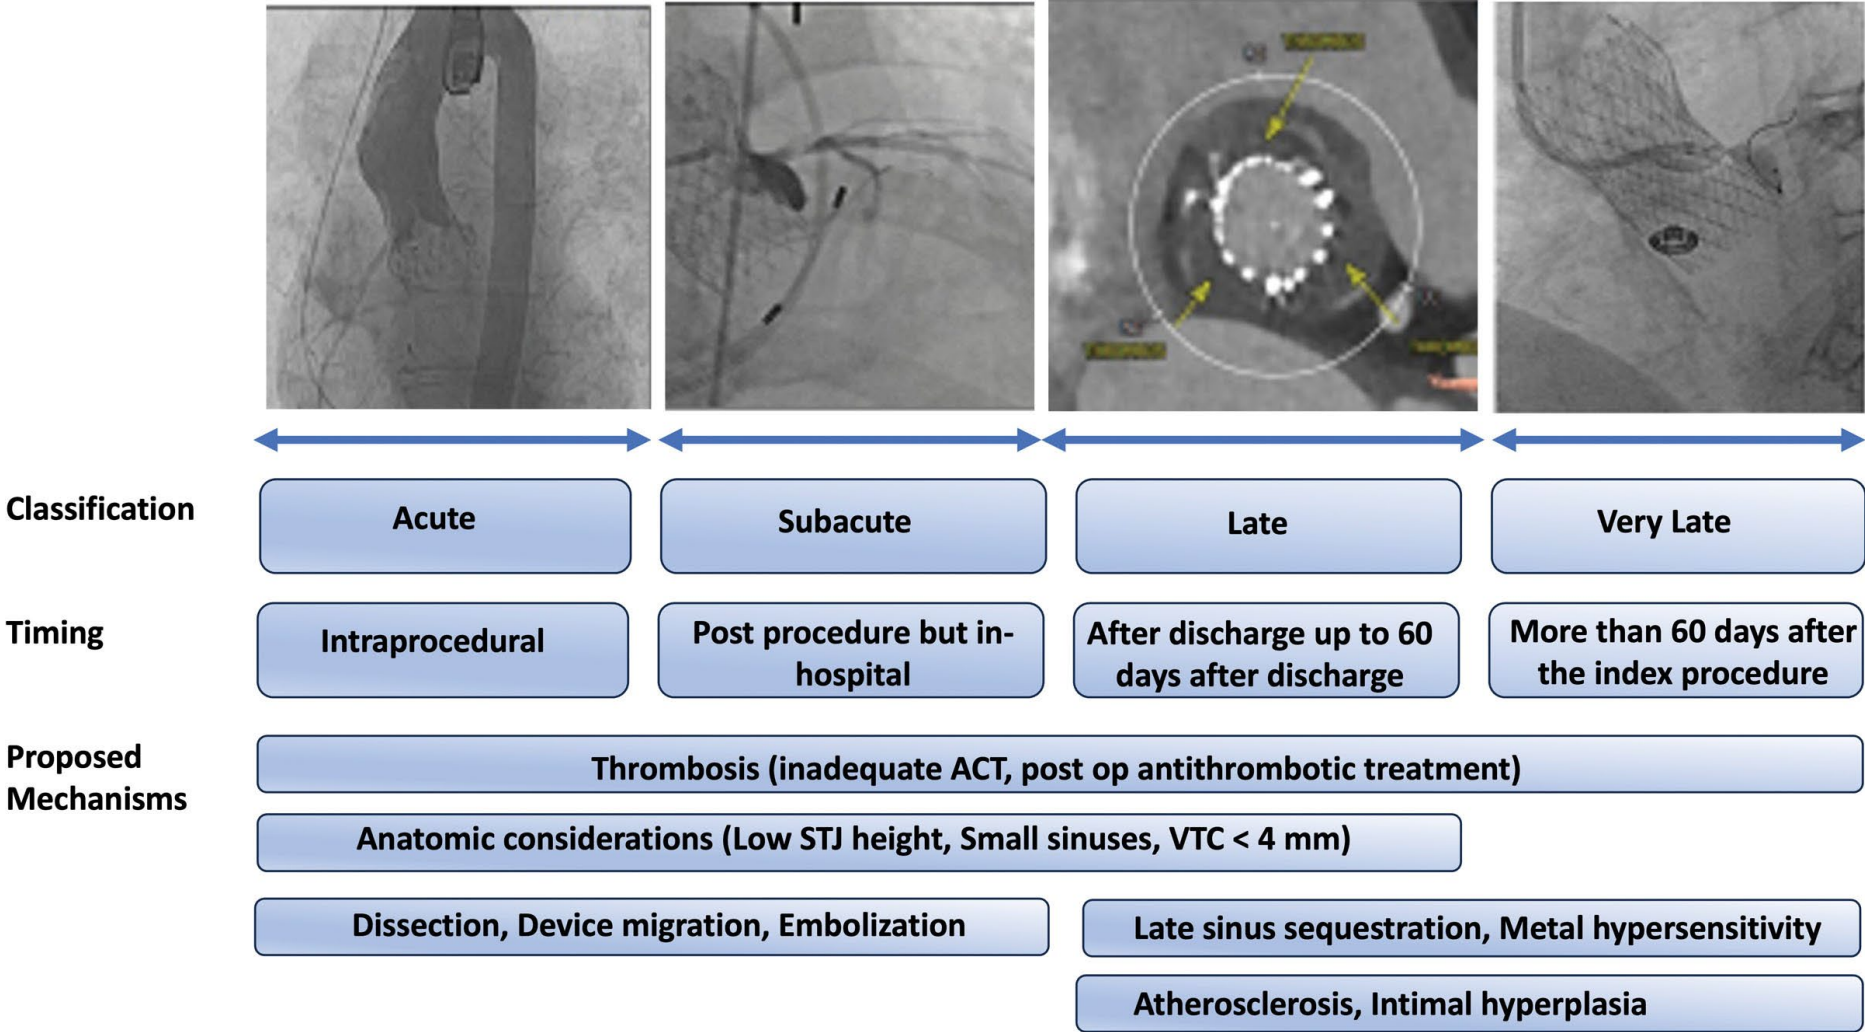 Classification
Acute
Subacute
Late
Very Late
Timing
Intraprocedural
Post procedure but in-
hospital
After discharge up to 60
days after discharge
More than 60 days after
the index procedure
Proposed
Mechanisms
Thrombosis (inadequate ACT, post op antithrombotic treatment)
Anatomic considerations (Low STJ height, Small sinuses, VTC < 4 mm)
Dissection, Device migration, Embolization
Late sinus sequestration, Metal hypersensitivity
Atherosclerosis, Intimal hyperplasia